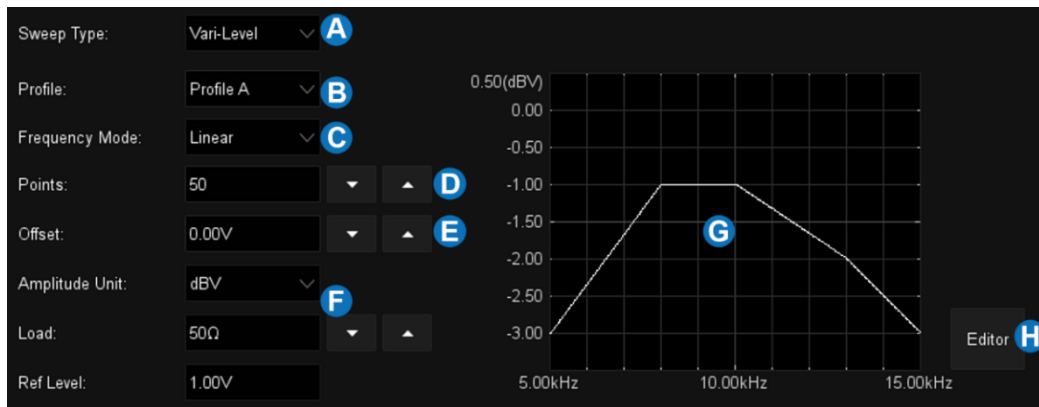 Sweep Type: Vari-Level A
Profile: Profile A B
Frequency Mode: Linear C
Points: 50 D
Offset: 0.00V E
Amplitude Unit: dBV F
Load: 50Ω
Ref Level: 1.00V
0.50(dBV)
0.00
-0.50
-1.00
-1.50
-2.00
-2.50
-3.00
G
5.00kHz 10.00kHz 15.00kHz
Editor H